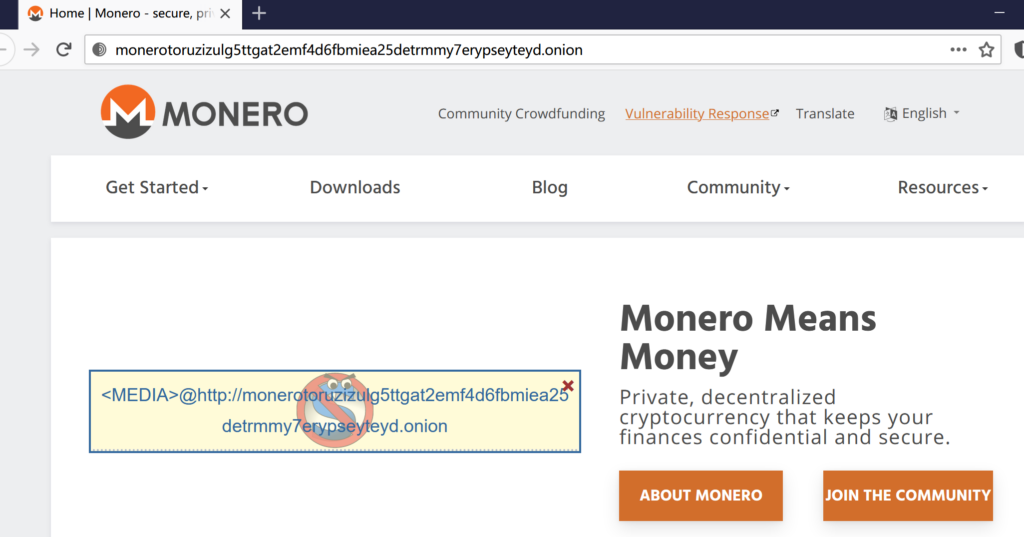 Home | Monero - secure, pri
monerotoruzizulg5ttgat2emf4d6fbmiea25detrmmy7erypseyteyd.onion
MONERO
Community Crowdfunding Vulnerability Response Translate English
Get Started Downloads Blog Community Resources
<MEDIA>@http://monerotoruzizulg5ttgat2emf4d6fbmiea25
detrmmy7erypseyteyd.onion
Monero Means
Money
Private, decentralized
cryptocurrency that keeps your
finances confidential and secure.
ABOUT MONERO JOIN THE COMMUNITY